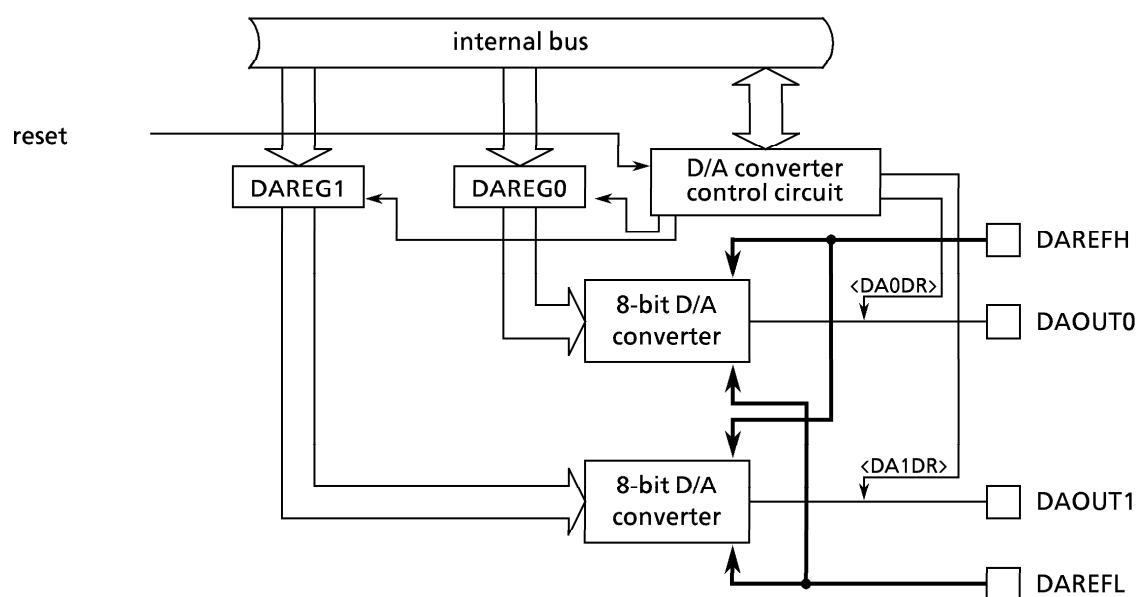 internal bus
reset
DAREG1
DAREG0
D/A converter
control circuit
DAREFH
<DA0DR>
8-bit D/A
converter
DAOUT0
<DA1DR>
8-bit D/A
converter
DAOUT1
DAREFL